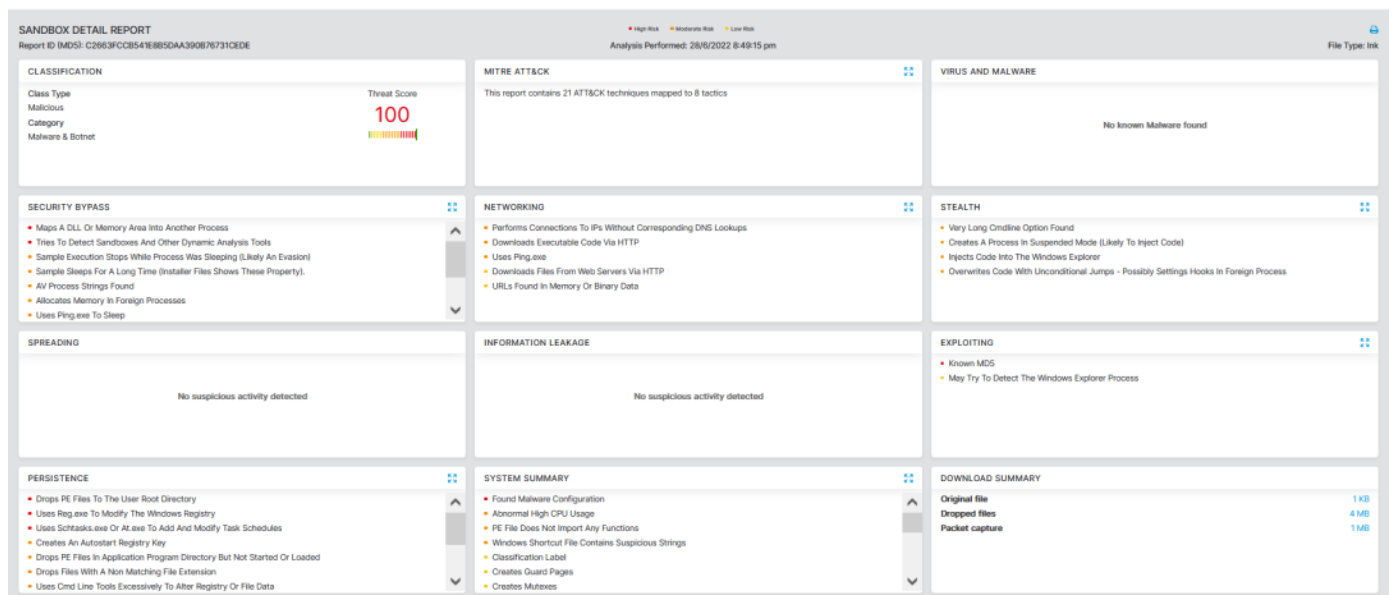 SANDBOX DETAIL REPORT
High Risk Moderate Risk Low Risk
Report ID (MD5): C2663FCCB541E8B5DAA390B76731CEDE
Analysis Performed: 28/6/2022 8:49:15 pm
File Type: lnk
CLASSIFICATION
Class Type
Threat Score
Malicious
100
Category
Malware & Botnet
MITRE ATT&CK
This report contains 21 ATT&CK techniques mapped to 8 tactics
VIRUS AND MALWARE
No known Malware found
SECURITY BYPASS
Maps A DLL Or Memory Area Into Another Process
Tries To Detect Sandboxes And Other Dynamic Analysis Tools
Sample Execution Stops While Process Was Sleeping (Likely An Evasion)
Sample Sleeps For A Long Time (Installer Files Shows These Property).
AV Process Strings Found
Allocates Memory In Foreign Processes
Uses Ping.exe To Sleep
NETWORKING
Performs Connections To IPs Without Corresponding DNS Lookups
Downloads Executable Code Via HTTP
Uses Ping.exe
Downloads Files From Web Servers Via HTTP
URLs Found In Memory Or Binary Data
STEALTH
Very Long Cmdline Option Found
Creates A Process In Suspended Mode (Likely To Inject Code)
Injects Code Into The Windows Explorer
Overwrites Code With Unconditional Jumps - Possibly Settings Hooks In Foreign Process
SPREADING
No suspicious activity detected
INFORMATION LEAKAGE
No suspicious activity detected
EXPLOITING
Known MD5
May Try To Detect The Windows Explorer Process
PERSISTENCE
Drops PE Files To The User Root Directory
Uses Reg.exe To Modify The Windows Registry
Uses Schtasks.exe Or At.exe To Add And Modify Task Schedules
Creates An Autostart Registry Key
Drops PE Files In Application Program Directory But Not Started Or Loaded
Drops Files With A Non Matching File Extension
Uses Cmd Line Tools Excessively To Alter Registry Or File Data
SYSTEM SUMMARY
Found Malware Configuration
Abnormal High CPU Usage
PE File Does Not Import Any Functions
Windows Shortcut File Contains Suspicious Strings
Classification Label
Creates Guard Pages
Creates Mutexes
DOWNLOAD SUMMARY
Original file 1 KB
Dropped files 4 MB
Packet capture 1 MB